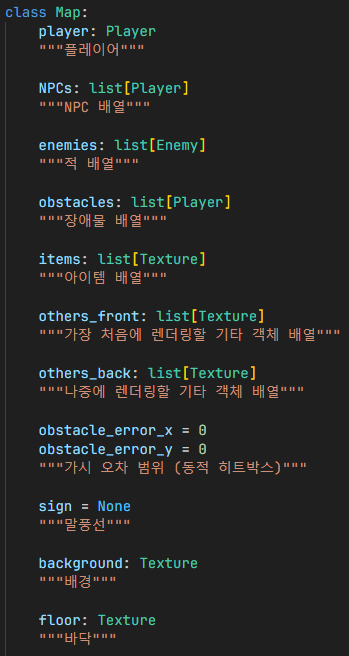 class Map:
player: Player
"""플레이어"""
NPCs: list[Player]
"""NPC 배열"""
enemies: list[Enemy]
"""적 배열"""
obstacles: list[Player]
"""장애물 배열"""
items: list[Texture]
"""아이템 배열"""
others_front: list[Texture]
"""가장 처음에 렌더링할 기타 객체 배열"""
others_back: list[Texture]
"""나중에 렌더링할 기타 객체 배열"""
obstacle_error_x = 0
obstacle_error_y = 0
"""가시 오차 범위 (동적 히트박스)"""
sign = None
"""말풍선"""
background: Texture
"""배경"""
floor: Texture
"""바닥"""